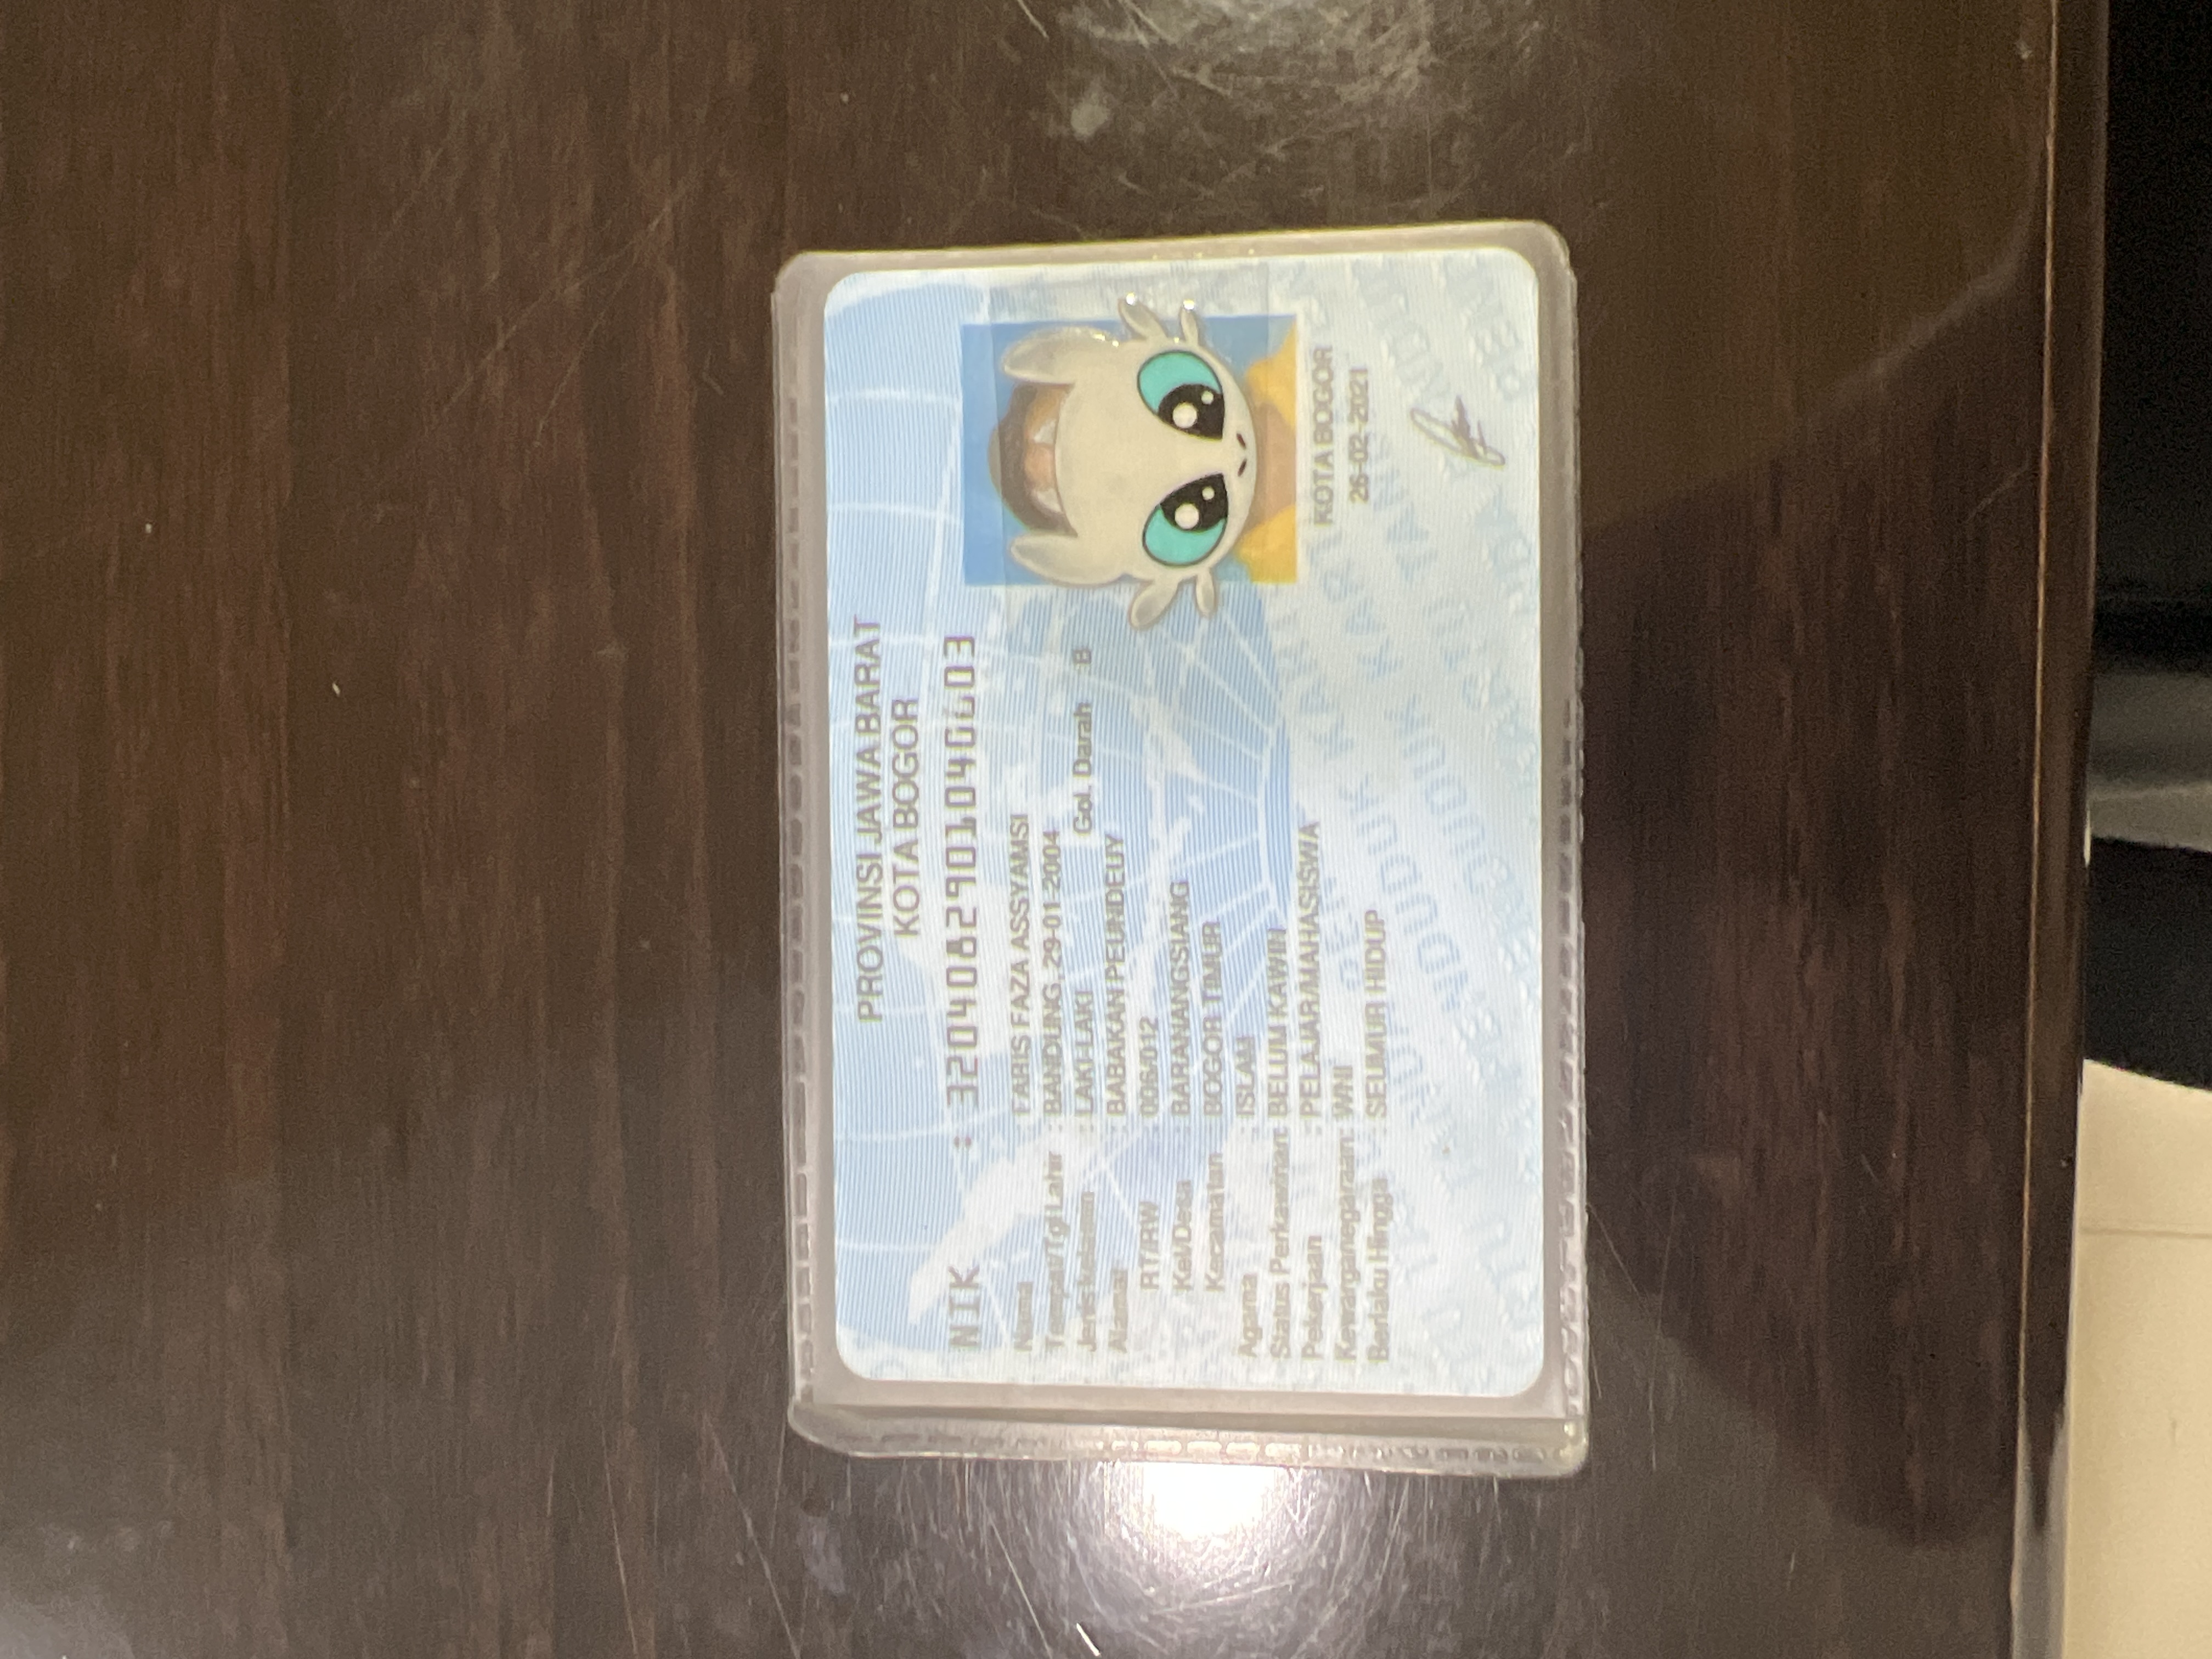 PROVINSI JAWA BARAT
KOTA BOGOR
NIK :
Nama : FARIS FAZA ASSYAMSI
Tempat/Tgl Lahir : BANDUNG, 29-01-2004
Jenis kelamin : LAKI-LAKI Gol. Darah : B
Alamat : BABAKAN PEUNDEUY
RT/RW : 006/012
Kel/Desa : BARANANGSIANG
Kecamatan : BOGOR TIMUR
Agama : ISLAM
Status Perkawinan: BELUM KAWIN
Pekerjaan : PELAJAR/MAHASISWA
Kewarganegaraan: WNI
Berlaku Hingga : SEUMUR HIDUP
KOTA BOGOR
26-02-2021